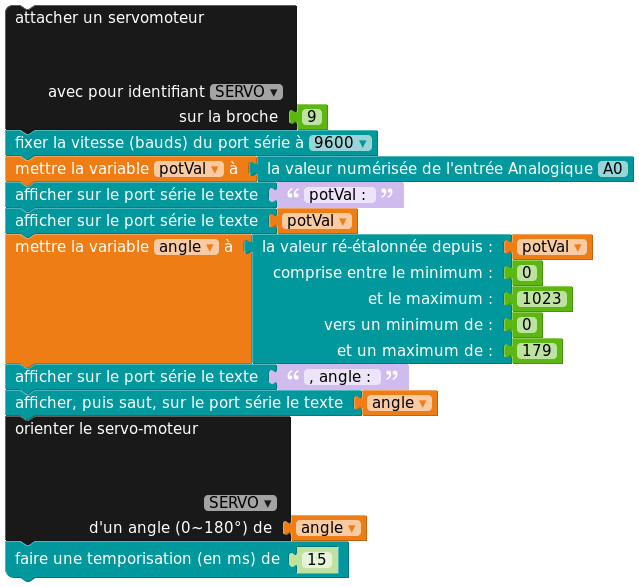 attacher un servomoteur
avec pour identifiant SERVO ▾
sur la broche 9
fixer la vitesse (bauds) du port série à 9600 ▾
mettre la variable potVal ▾ à la valeur numérisée de l'entrée Analogique A0
afficher sur le port série le texte “ potVal : ”
afficher sur le port série le texte potVal ▾
mettre la variable angle ▾ à la valeur ré-étalonnée depuis : potVal ▾
comprise entre le minimum : 0
et le maximum : 1023
vers un minimum de : 0
et un maximum de : 179
afficher sur le port série le texte “ , angle : ”
afficher, puis saut, sur le port série le texte angle ▾
orienter le servo-moteur
SERVO ▾
d'un angle (0~180°) de angle ▾
faire une temporisation (en ms) de 15